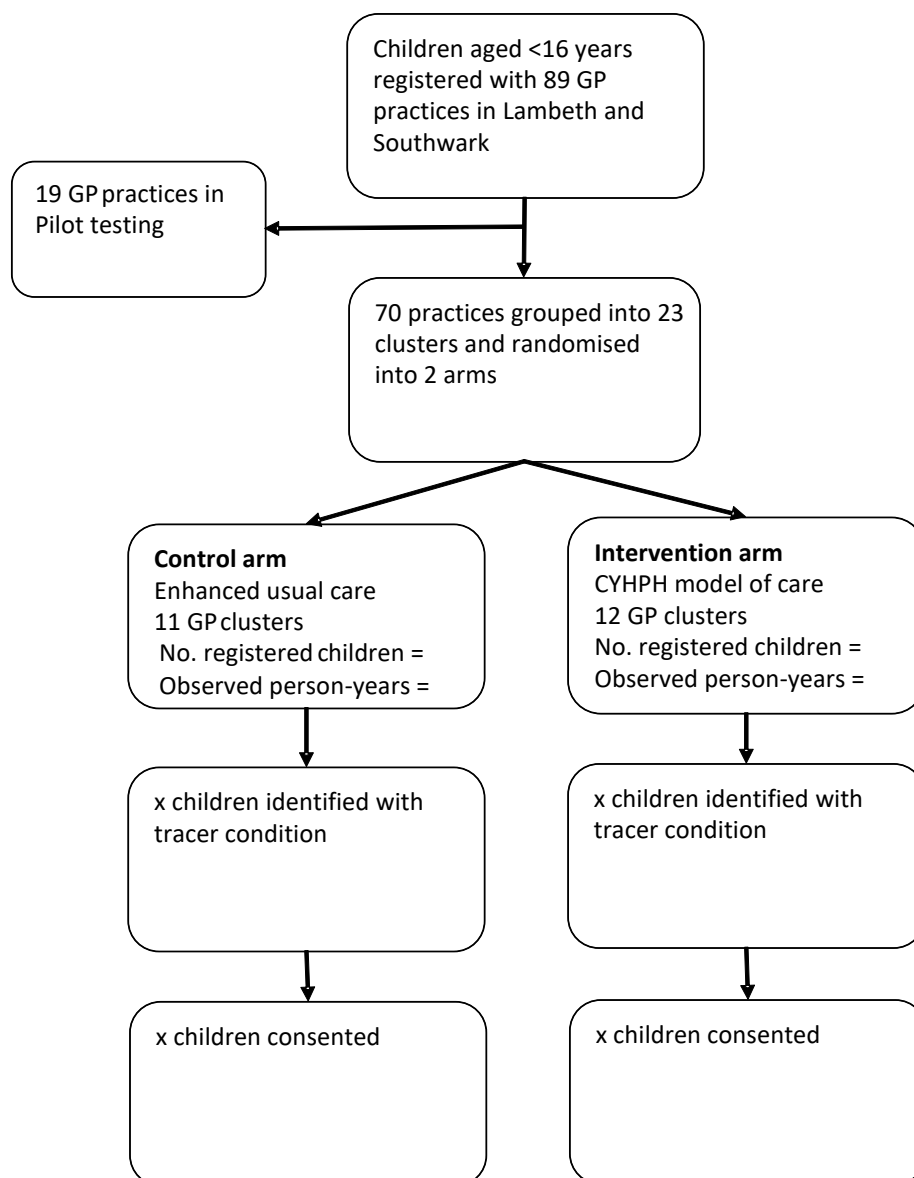 Children aged <16 years
registered with 89 GP
practices in Lambeth and
Southwark
19 GP practices in
Pilot testing
70 practices grouped into 23
clusters and randomised
into 2 arms
Control arm
Enhanced usual care
11 GP clusters
No. registered children =
Observed person-years =
Intervention arm
CYHPH model of care
12 GP clusters
No. registered children =
Observed person-years =
x children identified with
tracer condition
x children identified with
tracer condition
x children consented
x children consented